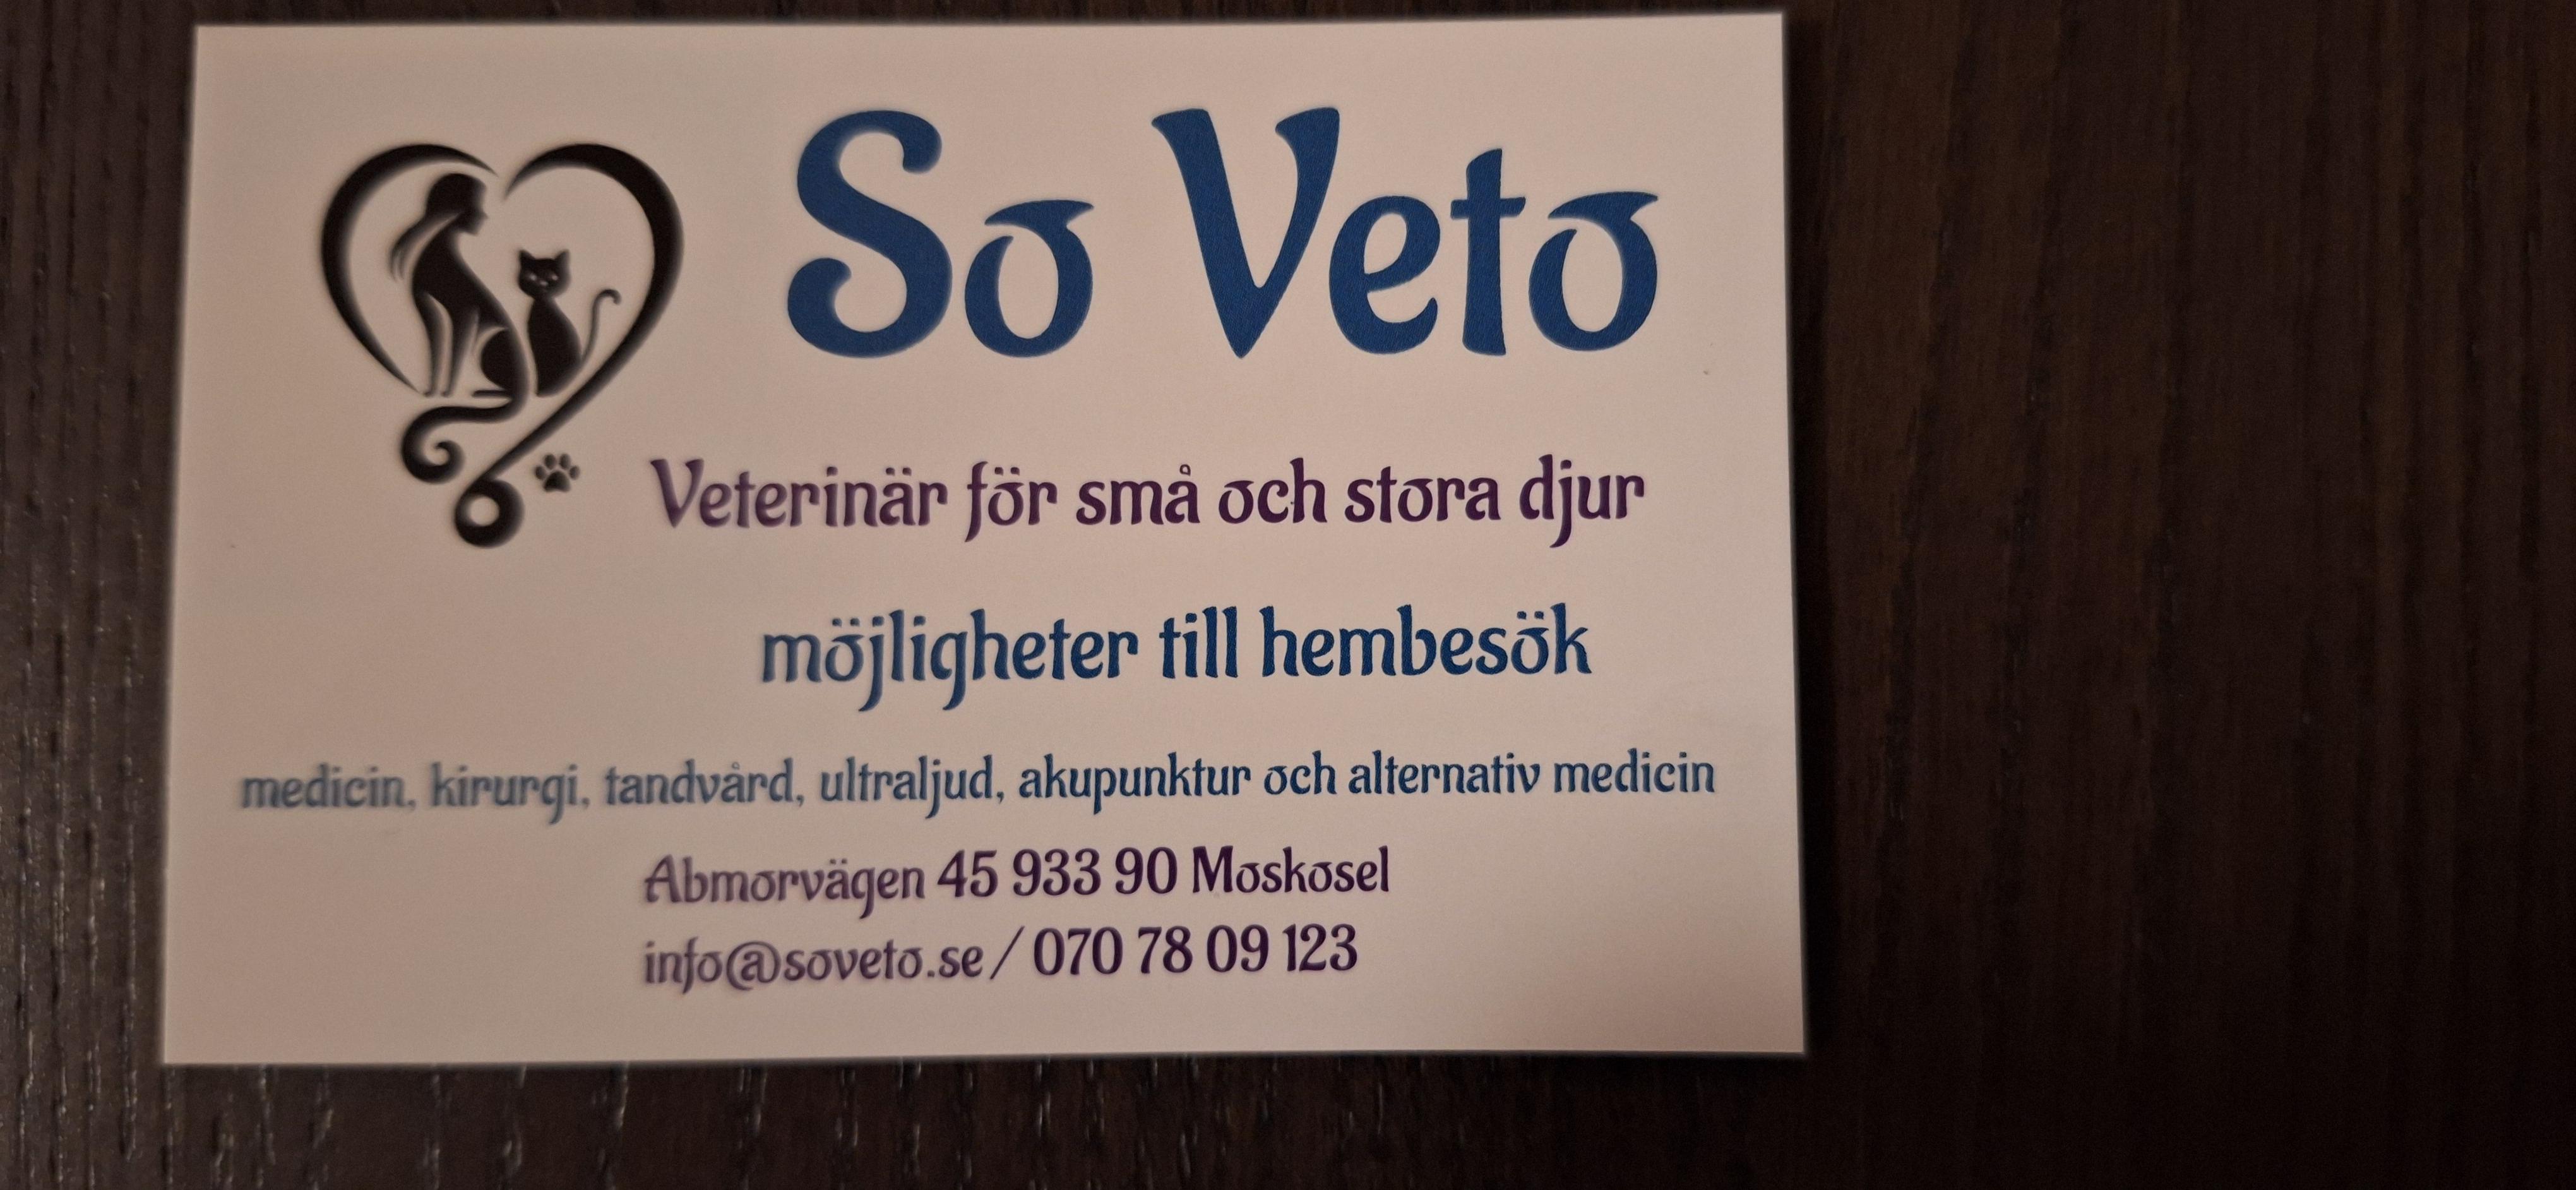 So Veto
Veterinär för små och stora djur
möjligheter till hembesök
medicin, kirurgi, tandvård, ultraljud, akupunktur och alternativ medicin
Abmorvägen 45 933 90 Moskosel
info@soveto.se / 070 78 09 123